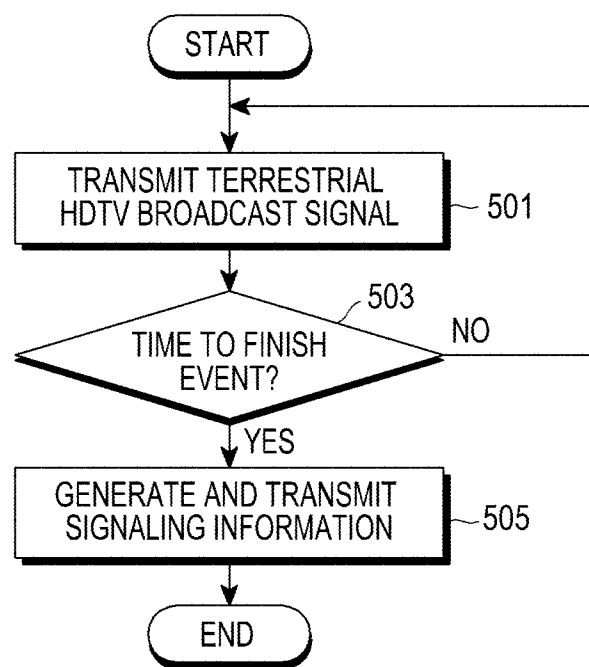 START
TRANSMIT TERRESTRIAL
HDTV BROADCAST SIGNAL
501
503
TIME TO FINISH
EVENT?
NO
YES
GENERATE AND TRANSMIT
SIGNALING INFORMATION
505
END